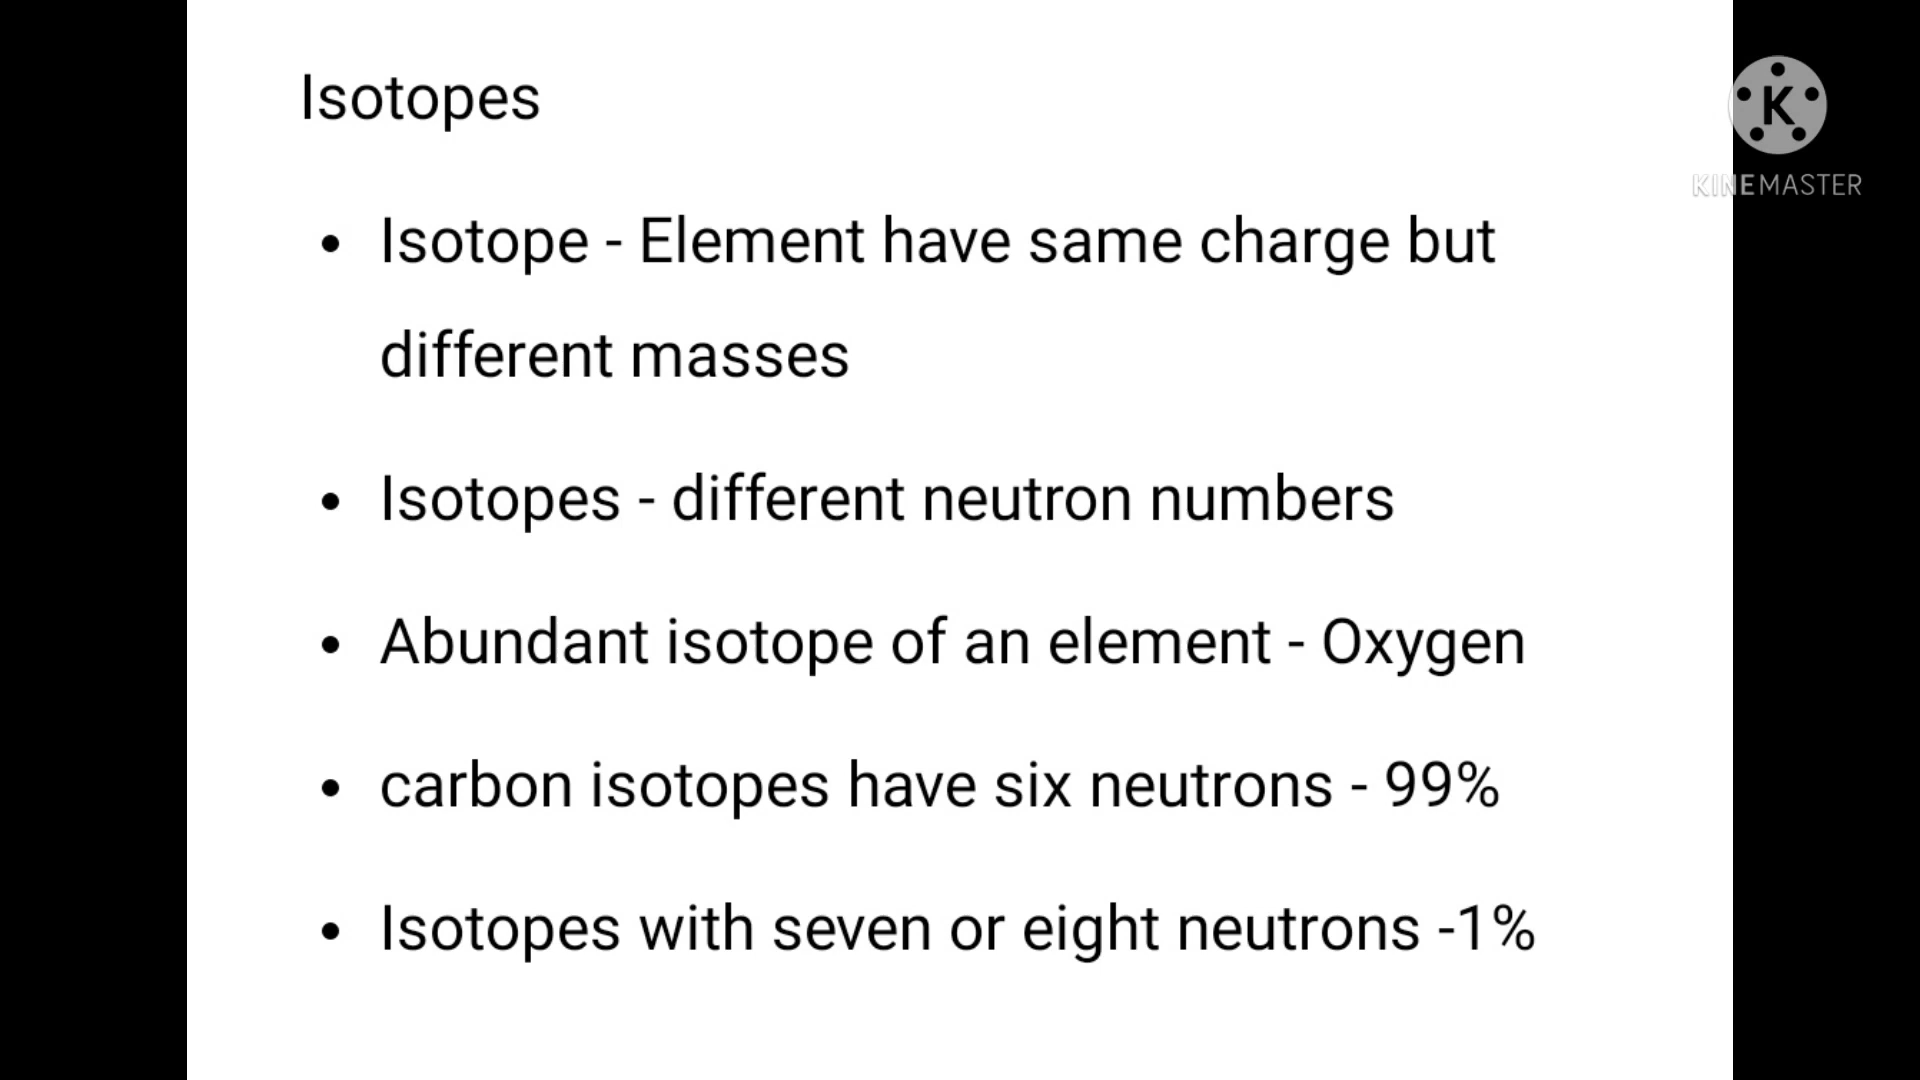 Isotopes
• Isotope - Element have same charge but
different masses
• Isotopes - different neutron numbers
• Abundant isotope of an element - Oxygen
• carbon isotopes have six neutrons - 99%
• Isotopes with seven or eight neutrons -1%
K
KINEMASTER